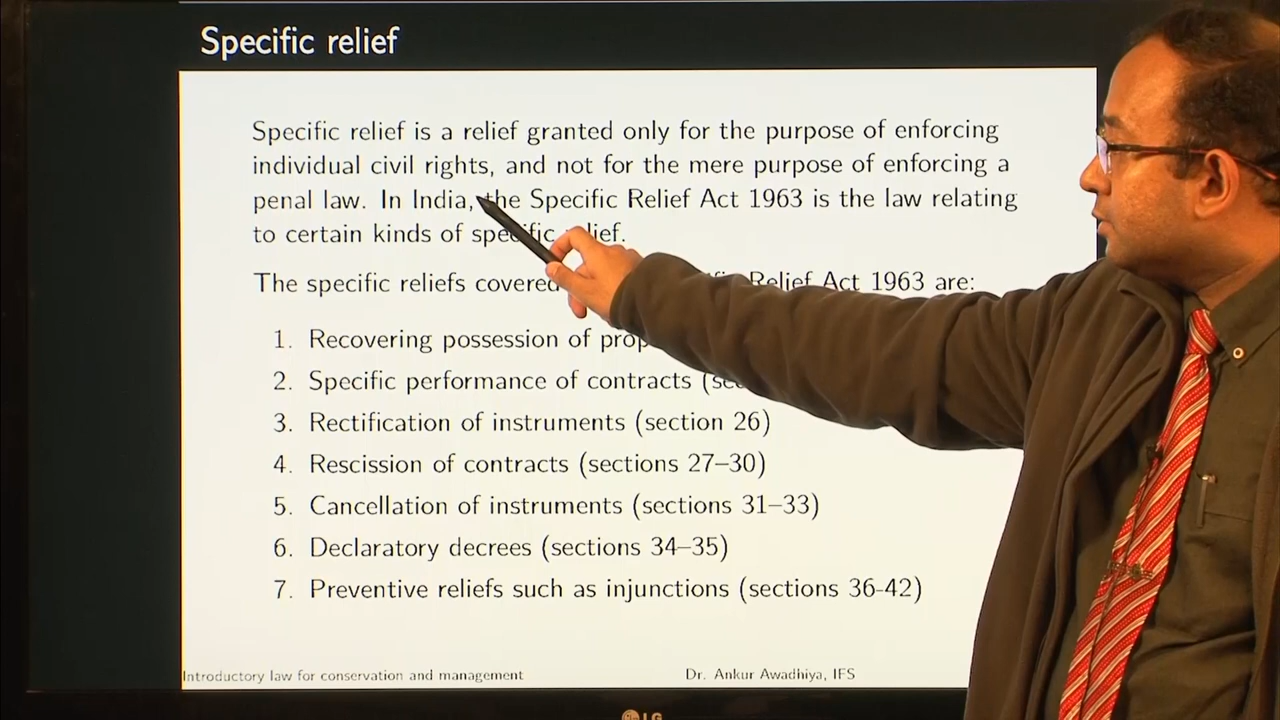 Specific relief
Specific relief is a relief granted only for the purpose of enforcing
individual civil rights, and not for the mere purpose of enforcing a
penal law. In India, the Specific Relief Act 1963 is the law relating
to certain kinds of specific relief.
The specific reliefs covered Relief Act 1963 are:
1. Recovering possession of
2. Specific performance of contracts
3. Rectification of instruments (section 26)
4. Rescission of contracts (sections 27–30)
5. Cancellation of instruments (sections 31–33)
6. Declaratory decrees (sections 34–35)
7. Preventive reliefs such as injunctions (sections 36-42)
Introductory law for conservation and management Dr. Ankur Awadhiya, IFS
LG